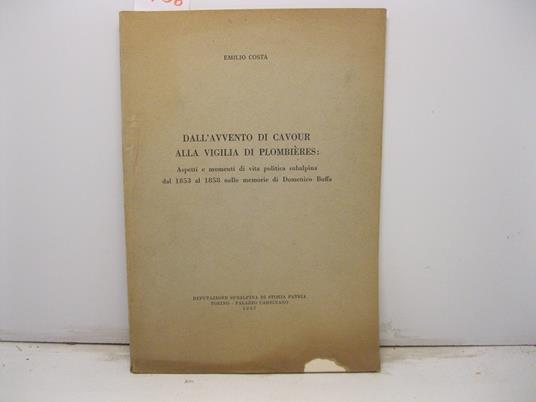 EMILIO COSTA
DALL'AVVENTO DI CAVOUR
ALLA VIGILIA DI PLOMBIÈRES:
Aspetti e momenti di vita politica subalpina
dal 1853 al 1858 nelle memorie di Domenico Buffa
DEPUTAZIONE SUBALPINA DI STORIA PATRIA
TORINO - PALAZZO CARIGNANO